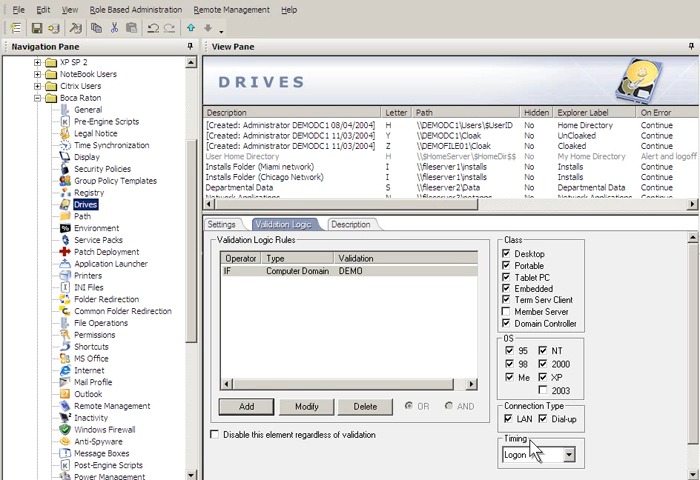 File Edit View Role Based Administration Remote Management Help
Navigation Pane
XP SP 2
NoteBook Users
Citrix Users
Boca Raton
General
Pre-Engine Scripts
Legal Notice
Time Synchronization
Display
Security Policies
Group Policy Templates
Registry
Drives
Path
Environment
Service Packs
Patch Deployment
Application Launcher
Printers
INI Files
Folder Redirection
Common Folder Redirection
File Operations
Permissions
Shortcuts
MS Office
Internet
Mail Profile
Outlook
Remote Management
Inactivity
Windows Firewall
Anti-Spyware
Message Boxes
Post-Engine Scripts
Power Management
View Pane
DRIVES
Description Letter Path Hidden Explorer Label On Error
[Created: Administrator DEMODC1 08/04/2004] H \\DEMODC1\Users\$UserID No Home Directory Continue
[Created: Administrator DEMODC1 11/03/2004] Y \\DEMODC1\Cloak No UnCloaked Continue
[Created: Administrator DEMODC1 11/03/2004] Z \\DEMOFILE01\Cloak No Cloaked Continue
User Home Directory H \\$HomeServer\$HomeDir$$ No My Home Directory Alert and logoff
Installs Folder (Miami network) I \\fileserver1\installs No Installs Continue
Installs Folder (Chicago Network) I \\fileserver1\installs No Installs Continue
Departmental Data S \\fileserver2\Data No Departmental Data Continue
Network Applications N No Network Applications Continue
Settings Validation Logic Description
Validation Logic Rules
Operator Type Validation
IF Computer Domain DEMO
Add Modify Delete OR AND
Disable this element regardless of validation
Class
Desktop
Portable
Tablet PC
Embedded
Term Serv Client
Member Server
Domain Controller
OS
95 NT
98 2000
Me XP
2003
Connection Type
LAN Dial-up
Timing
Logon